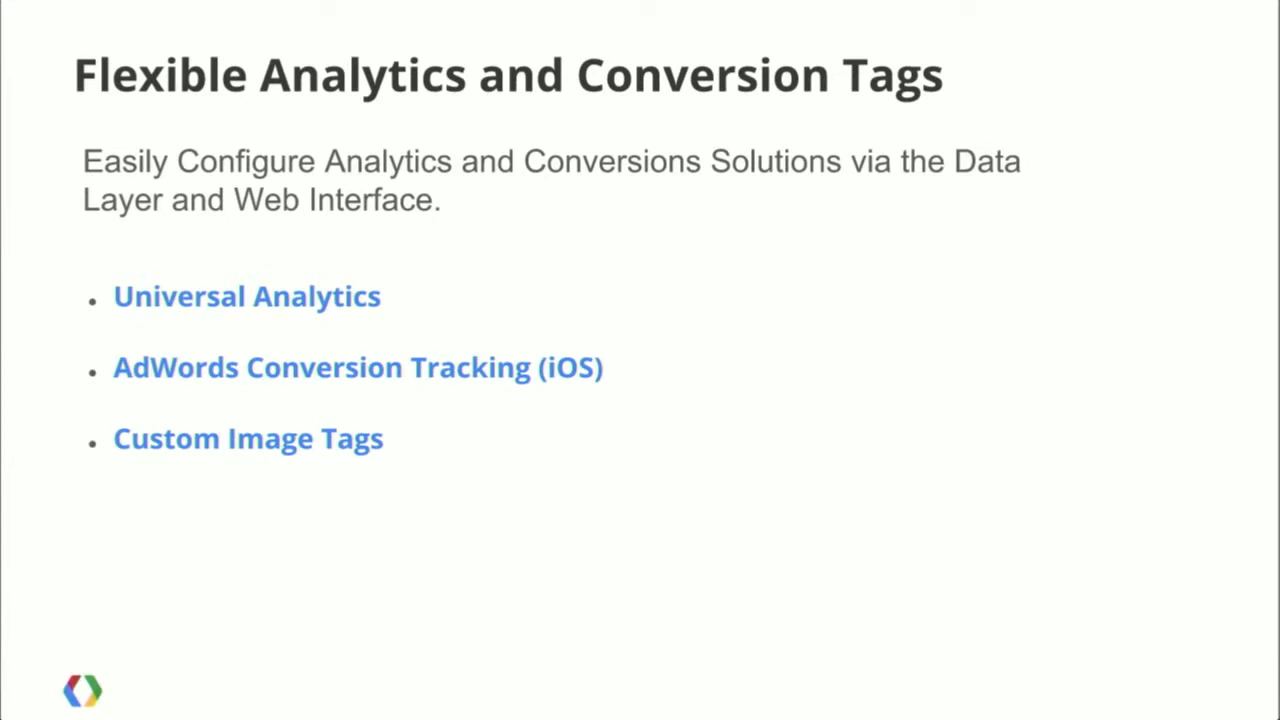 Flexible Analytics and Conversion Tags
Easily Configure Analytics and Conversions Solutions via the Data
Layer and Web Interface.
• Universal Analytics
• AdWords Conversion Tracking (iOS)
• Custom Image Tags